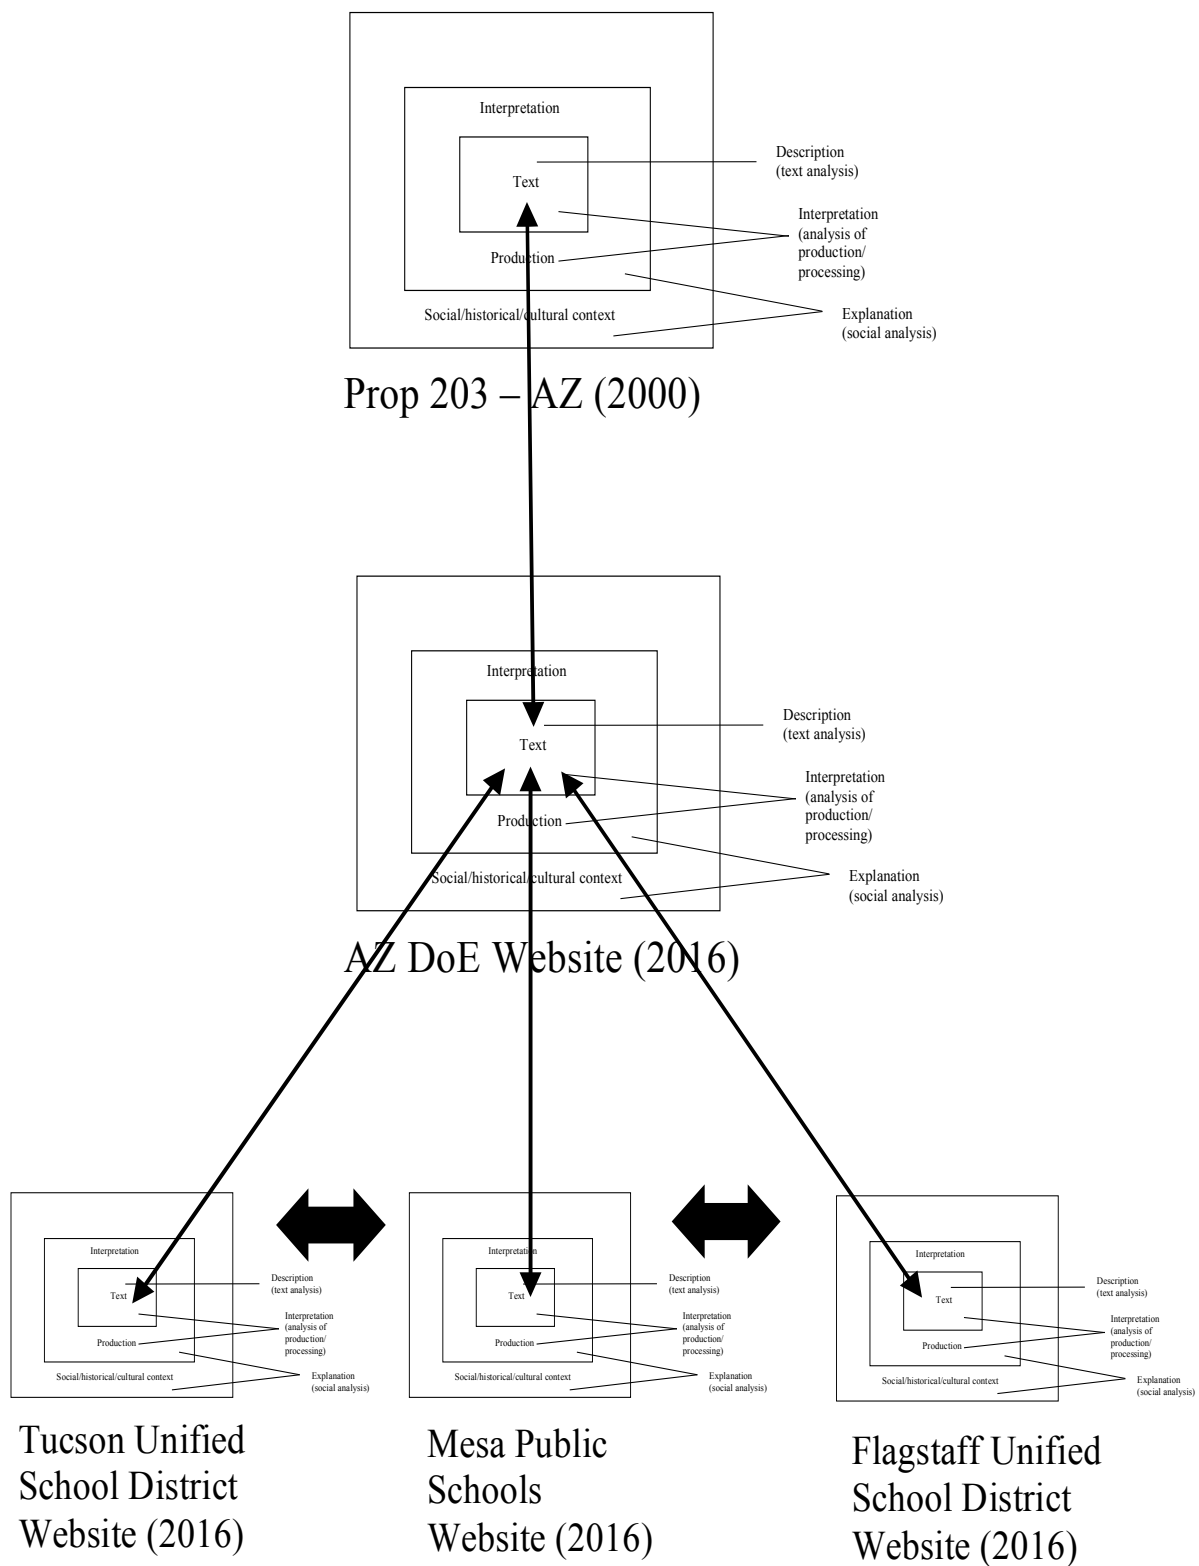 Interpretation
Description
(text analysis)
Text
Interpretation
(analysis of
production/
processing)
Production
Social/historical/cultural context
Explanation
(social analysis)
Prop 203 – AZ (2000)
Interpretation
Description
(text analysis)
Text
Interpretation
(analysis of
production/
processing)
Production
Social/historical/cultural context
Explanation
(social analysis)
AZ DoE Website (2016)
Interpretation
Description
(text analysis)
Text
Interpretation
(analysis of
production/
processing)
Production
Social/historical/cultural context
Explanation
(social analysis)
Tucson Unified
School District
Website (2016)
Interpretation
Description
(text analysis)
Text
Interpretation
(analysis of
production/
processing)
Production
Social/historical/cultural context
Explanation
(social analysis)
Mesa Public
Schools
Website (2016)
Interpretation
Description
(text analysis)
Text
Interpretation
(analysis of
production/
processing)
Production
Social/historical/cultural context
Explanation
(social analysis)
Flagstaff Unified
School District
Website (2016)